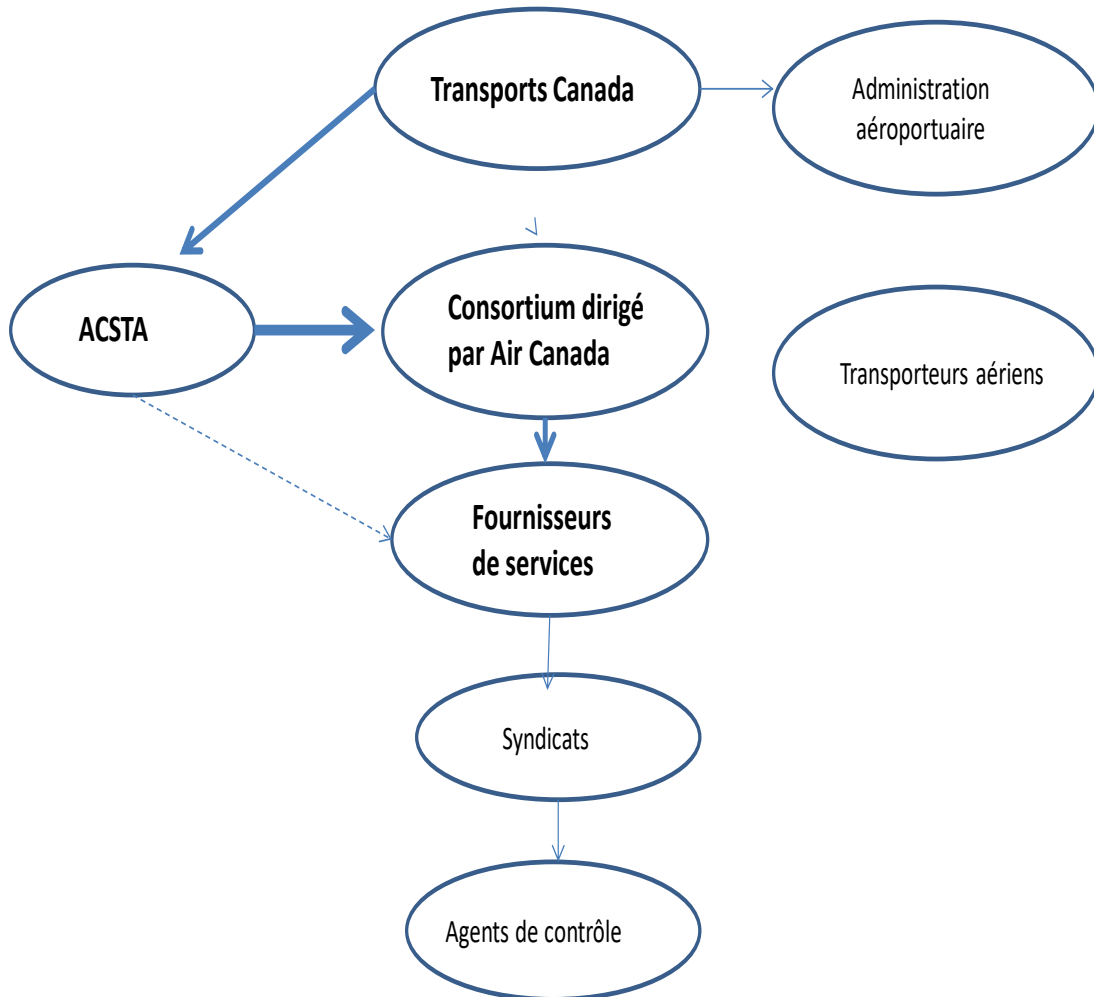 Transports Canada
Administration
aéroportuaire
ACSTA
Consortium dirigé
par Air Canada
Transporteurs aériens
Fournisseurs
de services
Syndicats
Agents de contrôle